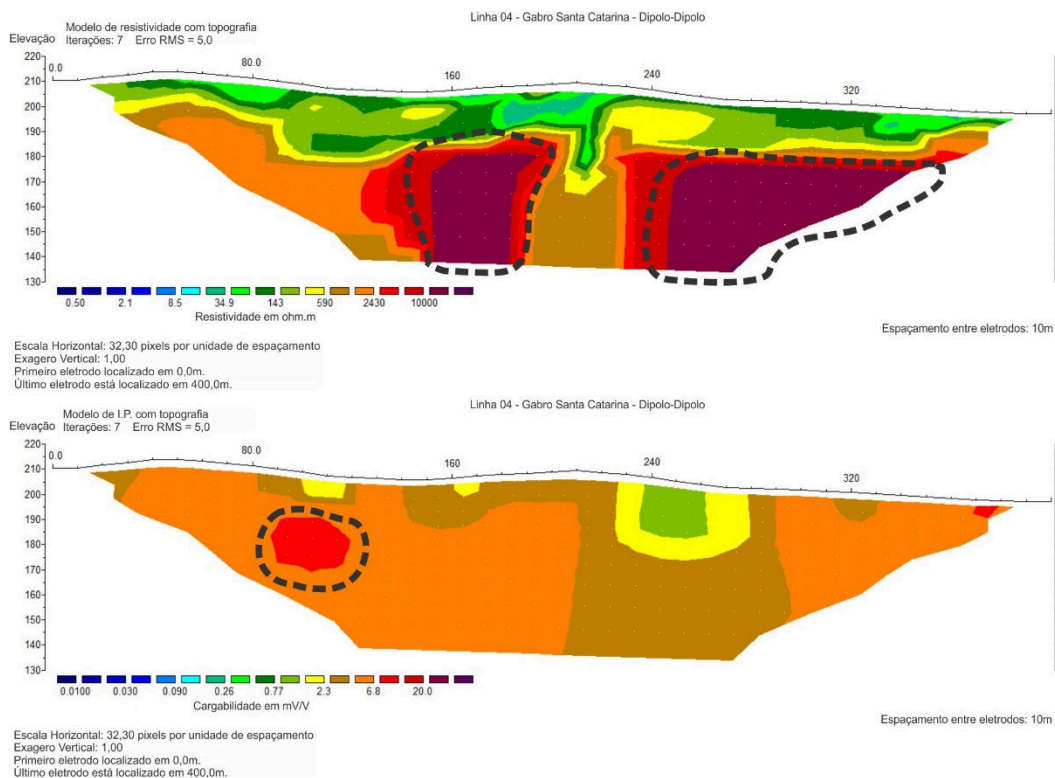 Linha 04 - Gabro Santa Catarina - Dipolo-Dipolo
Modelo de resistividade com topografia
Elevação Iterações: 7 Erro RMS = 5,0
220
210
200
190
180
170
160
150
140
130
0.0 80.0 160 240 320
0.50 2.1 8.5 34.9 143 590 2430 10000
Resistividade em ohm.m
Espaçamento entre eletrodos: 10m
Escala Horizontal: 32,30 pixels por unidade de espaçamento
Exagero Vertical: 1,00
Primeiro eletrodo localizado em 0,0m.
Último eletrodo está localizado em 400,0m.
Linha 04 - Gabro Santa Catarina - Dipolo-Dipolo
Modelo de I.P. com topografia
Elevação Iterações: 7 Erro RMS = 5,0
220
210
200
190
180
170
160
150
140
130
0.0 80.0 160 240 320
0.0100 0.030 0.090 0.26 0.77 2.3 6.8 20.0
Cargabilidade em mV/V
Espaçamento entre eletrodos: 10m
Escala Horizontal: 32,30 pixels por unidade de espaçamento
Exagero Vertical: 1,00
Primeiro eletrodo localizado em 0,0m.
Último eletrodo está localizado em 400,0m.